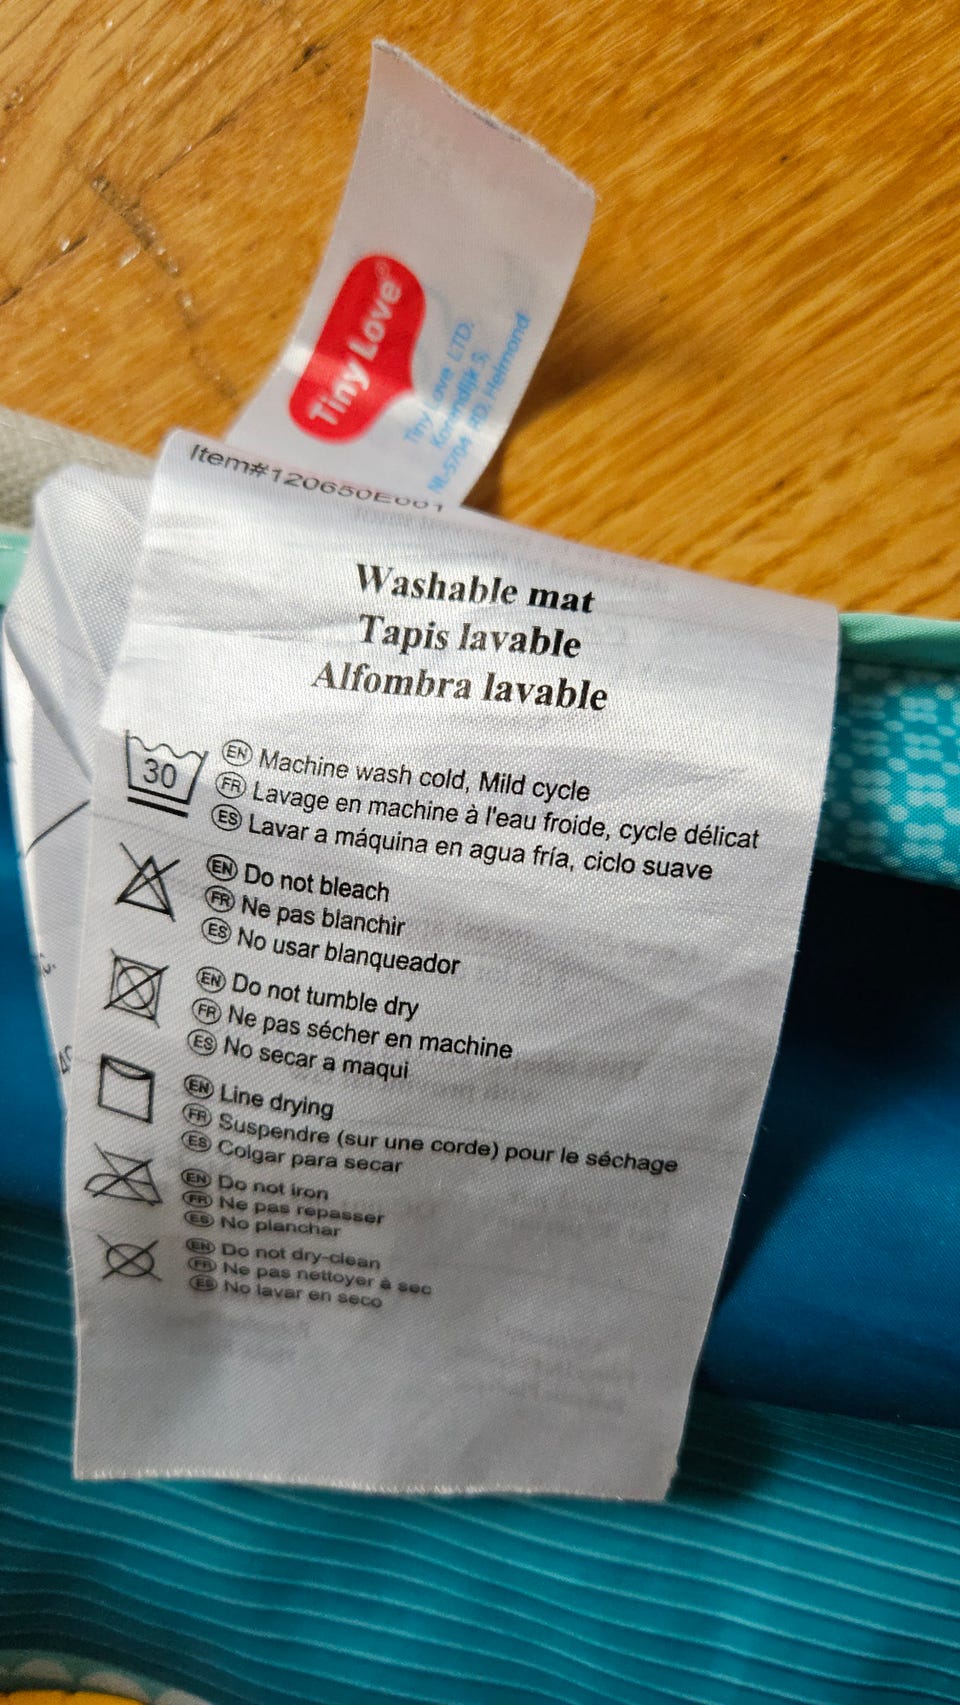 Tiny Love
Tiny Love LTD.
Korendijk 5,
NL-5704 RD, Helmond
Item#120650E001
Washable mat
Tapis lavable
Alfombra lavable
30
EN Machine wash cold, Mild cycle
FR Lavage en machine à l'eau froide, cycle délicat
ES Lavar a máquina en agua fría, ciclo suave
EN Do not bleach
FR Ne pas blanchir
ES No usar blanqueador
EN Do not tumble dry
FR Ne pas sécher en machine
ES No secar a maqui
EN Line drying
FR Suspendre (sur une corde) pour le séchage
ES Colgar para secar
EN Do not iron
FR Ne pas repasser
ES No planchar
EN Do not dry-clean
FR Ne pas nettoyer à sec
ES No lavar en seco